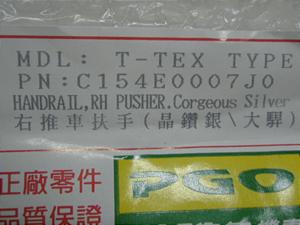 MDL: T-TEX TYPE
PN:C154E0007J0
HANDRAIL,RH PUSHER.Corgeous Silver
右推車扶手(晶鑽銀\大驛)
正廠零件
品質保證
PGO